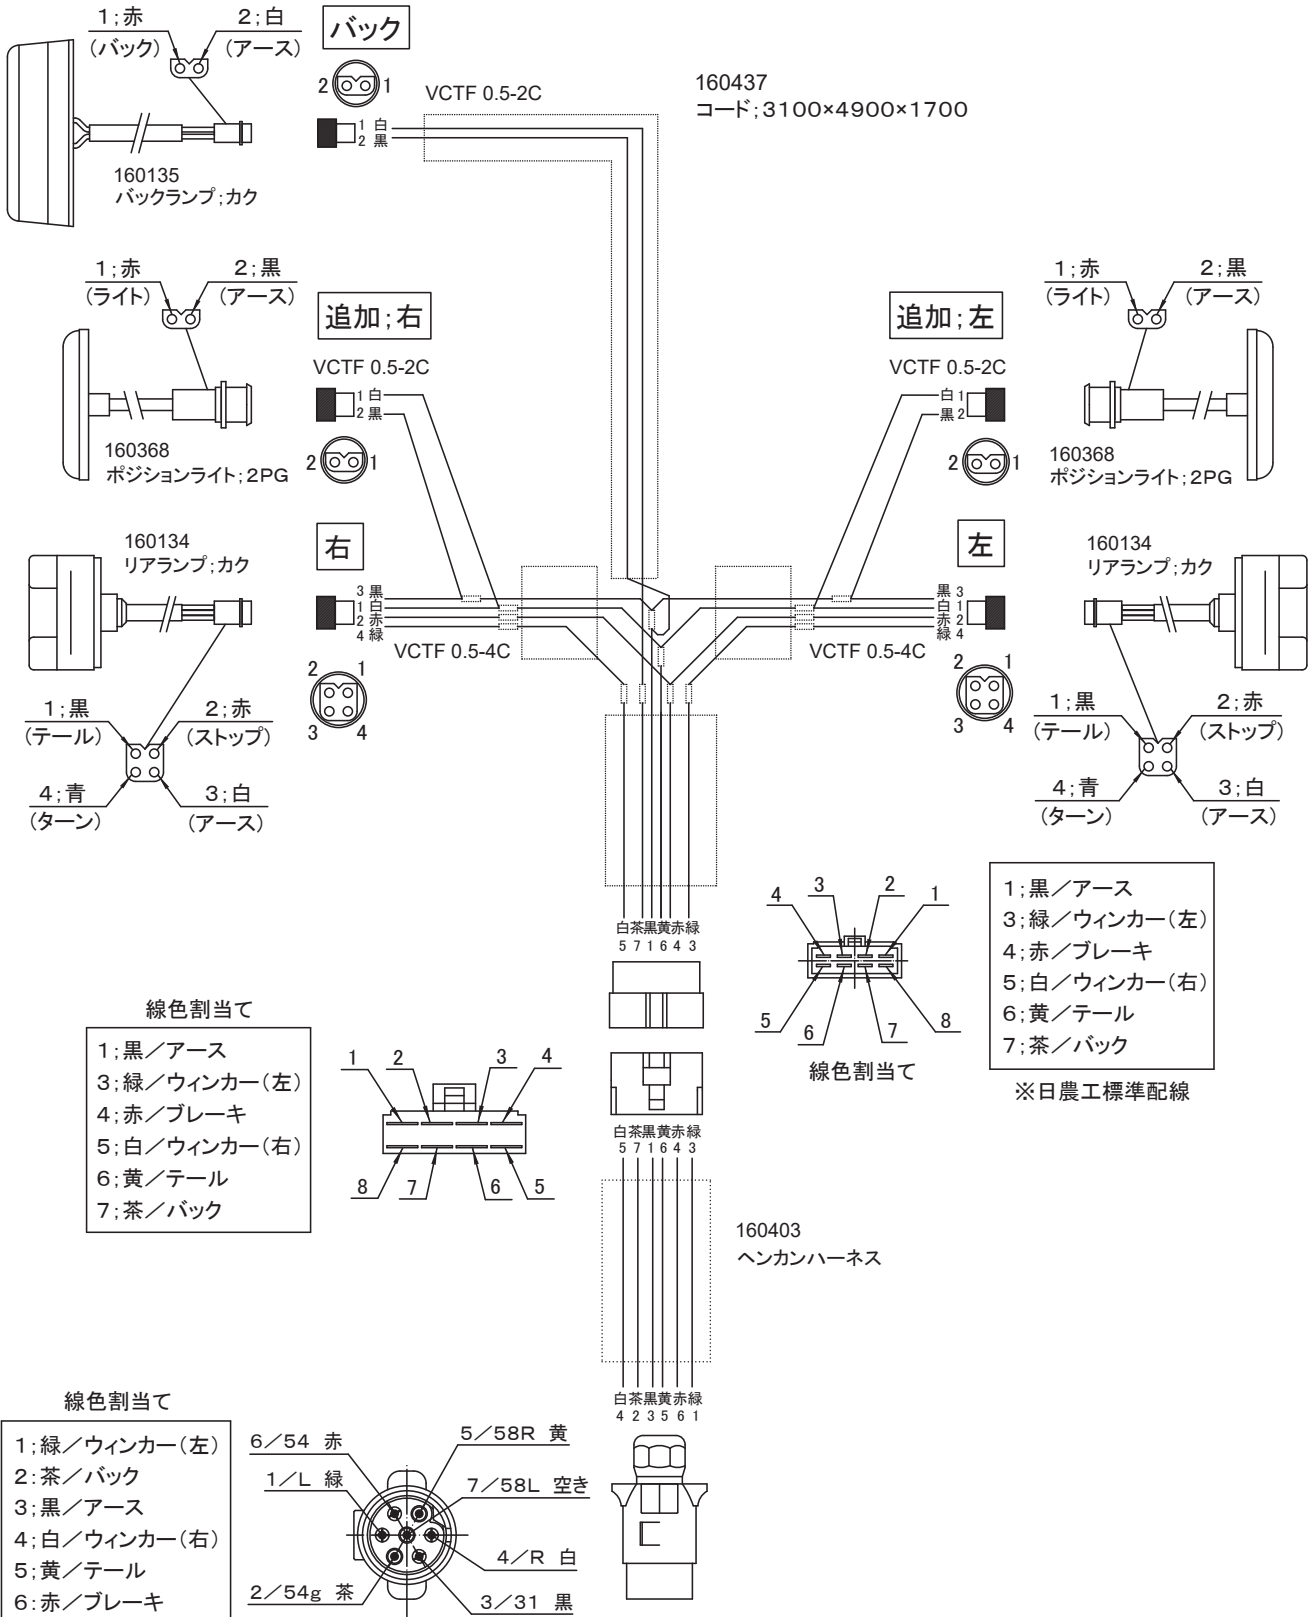 1;赤
(バック)
2;白
(アース)
バック
2 1
VCTF 0.5-2C
1 白
2 黒
160437
コード;3100×4900×1700
160135
バックランプ;カク
1;赤
(ライト)
2;黒
(アース)
追加;右
VCTF 0.5-2C
1 白
2 黒
2 1
160368
ポジションライト;2PG
追加;左
VCTF 0.5-2C
白 1
黒 2
2 1
1;赤
(ライト)
2;黒
(アース)
160368
ポジションライト;2PG
160134
リアランプ;カク
右
3 黒
1 白
2 赤
4 緑
VCTF 0.5-4C
2 1
3 4
1;黒
(テール)
2;赤
(ストップ)
4;青
(ターン)
3;白
(アース)
左
黒 3
白 1
赤 2
緑 4
VCTF 0.5-4C
2 1
3 4
160134
リアランプ;カク
1;黒
(テール)
2;赤
(ストップ)
4;青
(ターン)
3;白
(アース)
白茶黒黄赤緑
5 7 1 6 4 3
4 3 2 1
5 6 7 8
線色割当て
1;黒/アース
3;緑/ウィンカー(左)
4;赤/ブレーキ
5;白/ウィンカー(右)
6;黄/テール
7;茶/バック
※日農工標準配線
線色割当て
1;黒/アース
3;緑/ウィンカー(左)
4;赤/ブレーキ
5;白/ウィンカー(右)
6;黄/テール
7;茶/バック
1 2 3 4
8 7 6 5
白茶黒黄赤緑
5 7 1 6 4 3
160403
ヘンカンハーネス
白茶黒黄赤緑
4 2 3 5 6 1
線色割当て
1;緑/ウィンカー(左)
2:茶/バック
3;黒/アース
4;白/ウィンカー(右)
5;黄/テール
6:赤/ブレーキ
6/54 赤
5/58R 黄
1/L 緑
7/58L 空き
4/R 白
2/54g 茶
3/31 黒